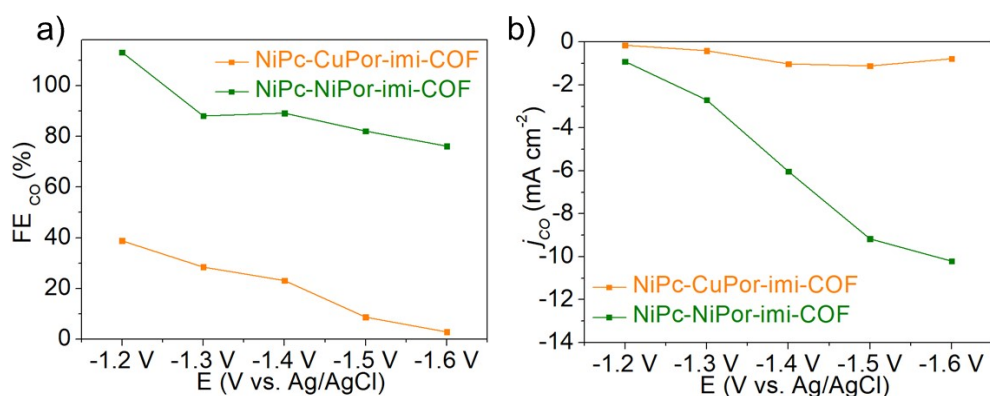 a)
FE CO (%)
100
80
60
40
20
0
NiPc-CuPor-imi-COF
NiPc-NiPor-imi-COF
-1.2 V -1.3 V -1.4 V -1.5 V -1.6 V
E (V vs. Ag/AgCl)
b)
jCO (mA cm-2)
0
-2
-4
-6
-8
-10
-12
-14
NiPc-CuPor-imi-COF
NiPc-NiPor-imi-COF
-1.2 V -1.3 V -1.4 V -1.5 V -1.6 V
E (V vs. Ag/AgCl)